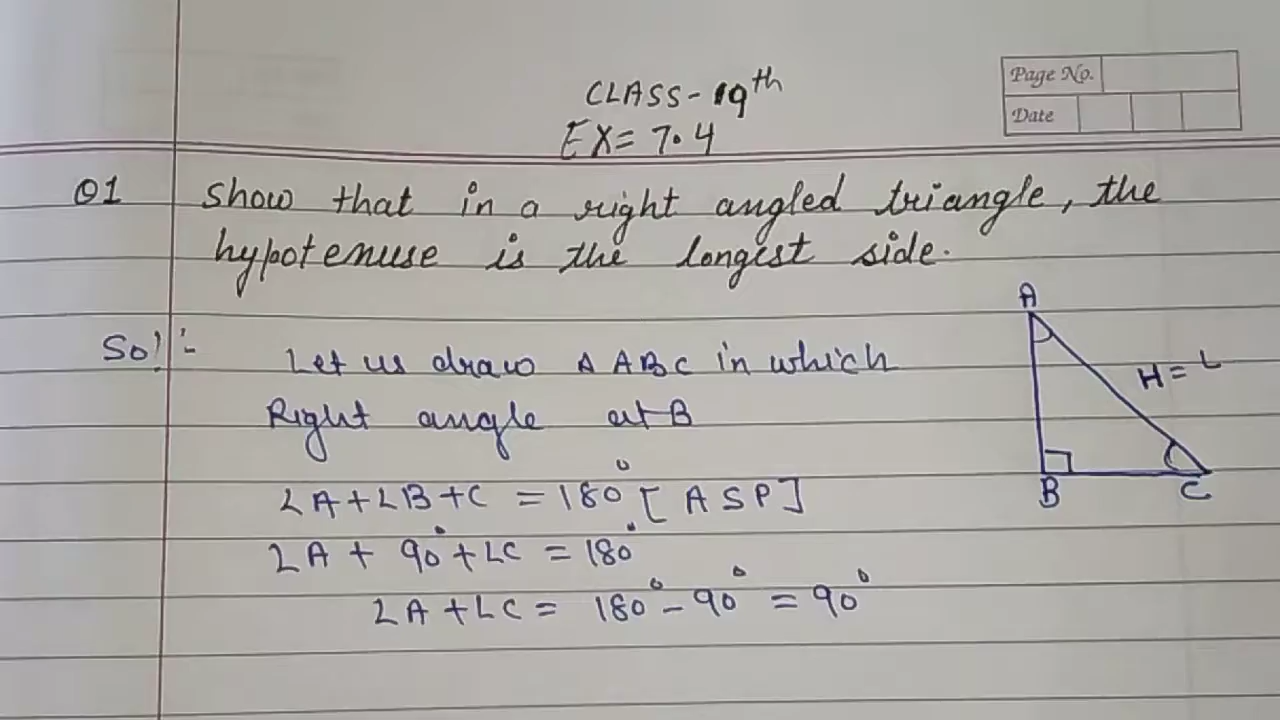 Page No.
Date
CLASS - 9th
EX = 7.4
Q1 Show that in a right angled triangle, the
hypotenuse is the longest side.
Sol:-
Let us draw Δ ABC in which
Right angle at B
∠A+∠B+C = 180° [ASP]
∠A + 90° + ∠C = 180°
∠A + ∠C = 180° - 90° = 90°
A
H = L
B
C